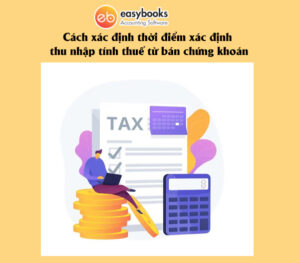 eb easybooks
Accounting Software
Cách xác định thời điểm xác định
thu nhập tính thuế từ bán chứng khoán
TAX